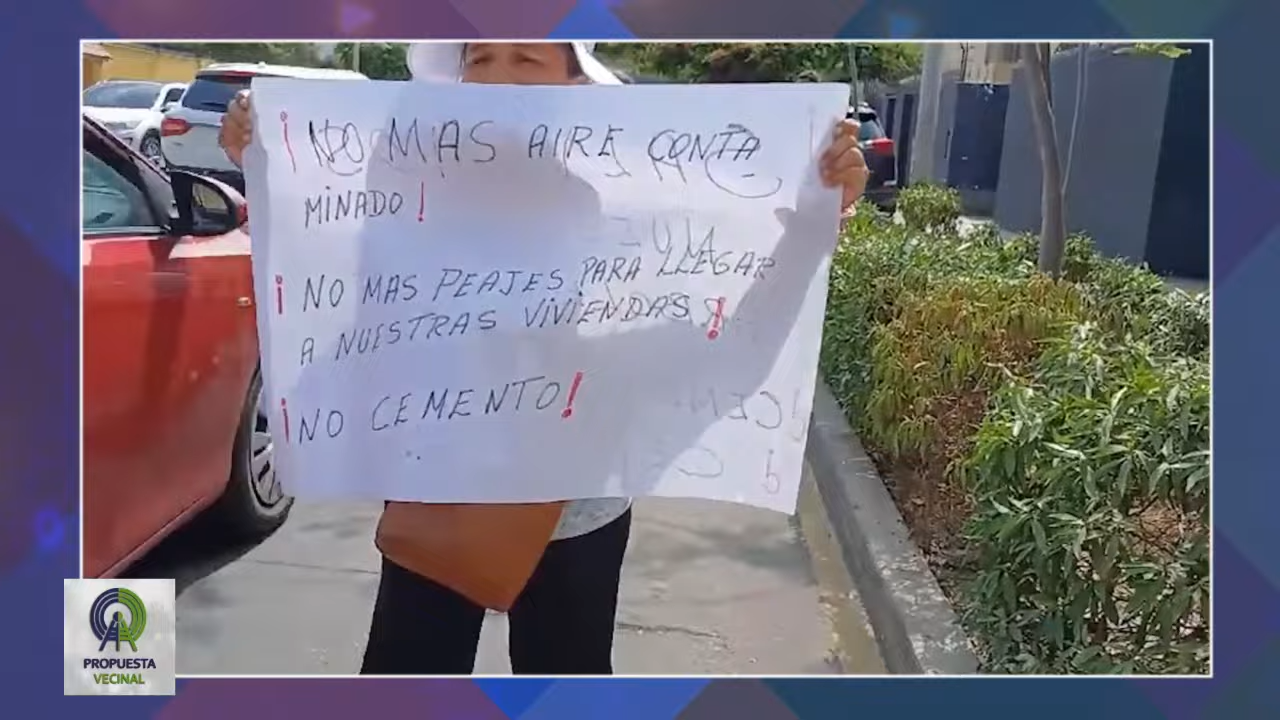 ¡NO MAS AIRE CONTA
MINADO!
¡NO MAS PEAJES PARA LLEGAR
A NUESTRAS VIVIENDAS!
¡NO CEMENTO!
PROPUESTA
VECINAL